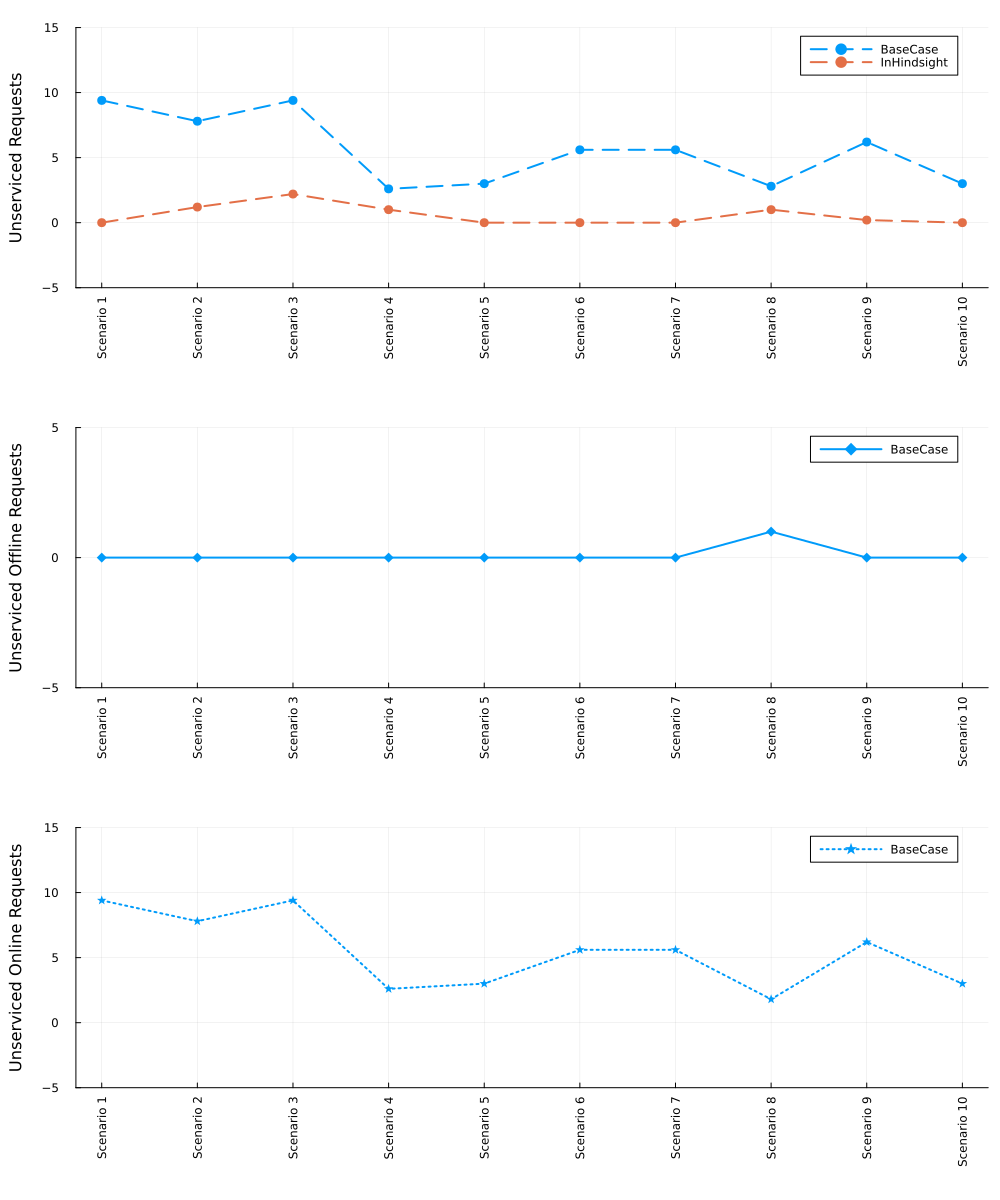 Unserviced Requests
15
10
5
0
−5
BaseCase
InHindsight
Scenario 1
Scenario 2
Scenario 3
Scenario 4
Scenario 5
Scenario 6
Scenario 7
Scenario 8
Scenario 9
Scenario 10
Unserviced Offline Requests
5
0
−5
BaseCase
Scenario 1
Scenario 2
Scenario 3
Scenario 4
Scenario 5
Scenario 6
Scenario 7
Scenario 8
Scenario 9
Scenario 10
Unserviced Online Requests
15
10
5
0
−5
BaseCase
Scenario 1
Scenario 2
Scenario 3
Scenario 4
Scenario 5
Scenario 6
Scenario 7
Scenario 8
Scenario 9
Scenario 10